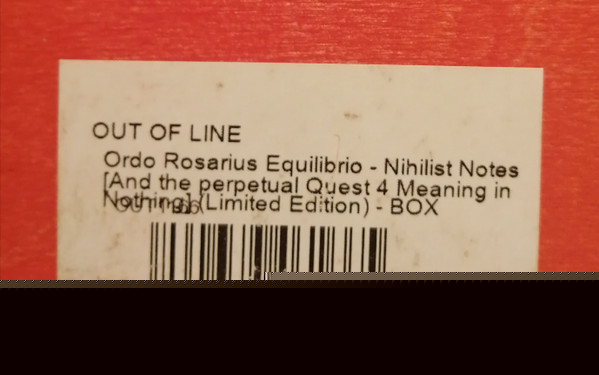 OUT OF LINE
Ordo Rosarius Equilibrio - Nihilist Notes
[And the perpetual Quest 4 Meaning in
Nothing] (Limited Edition) - BOX